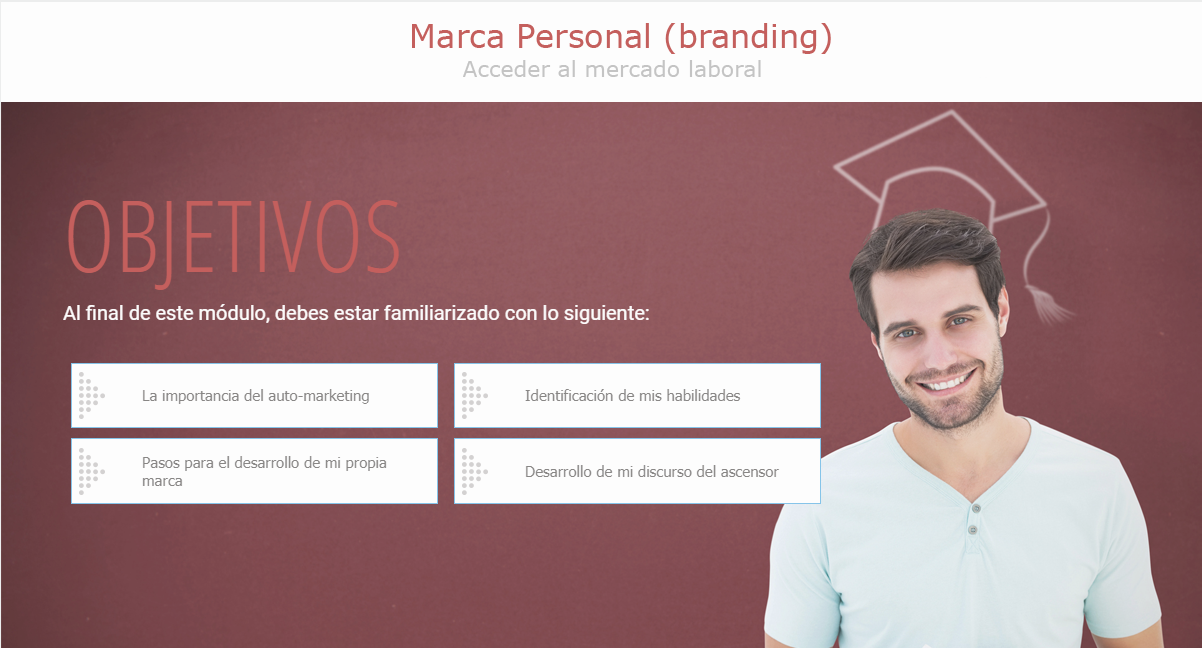 Marca Personal (branding)
Acceder al mercado laboral
OBJETIVOS
Al final de este módulo, debes estar familiarizado con lo siguiente:
La importancia del auto-marketing
Identificación de mis habilidades
Pasos para el desarrollo de mi propia
marca
Desarrollo de mi discurso del ascensor